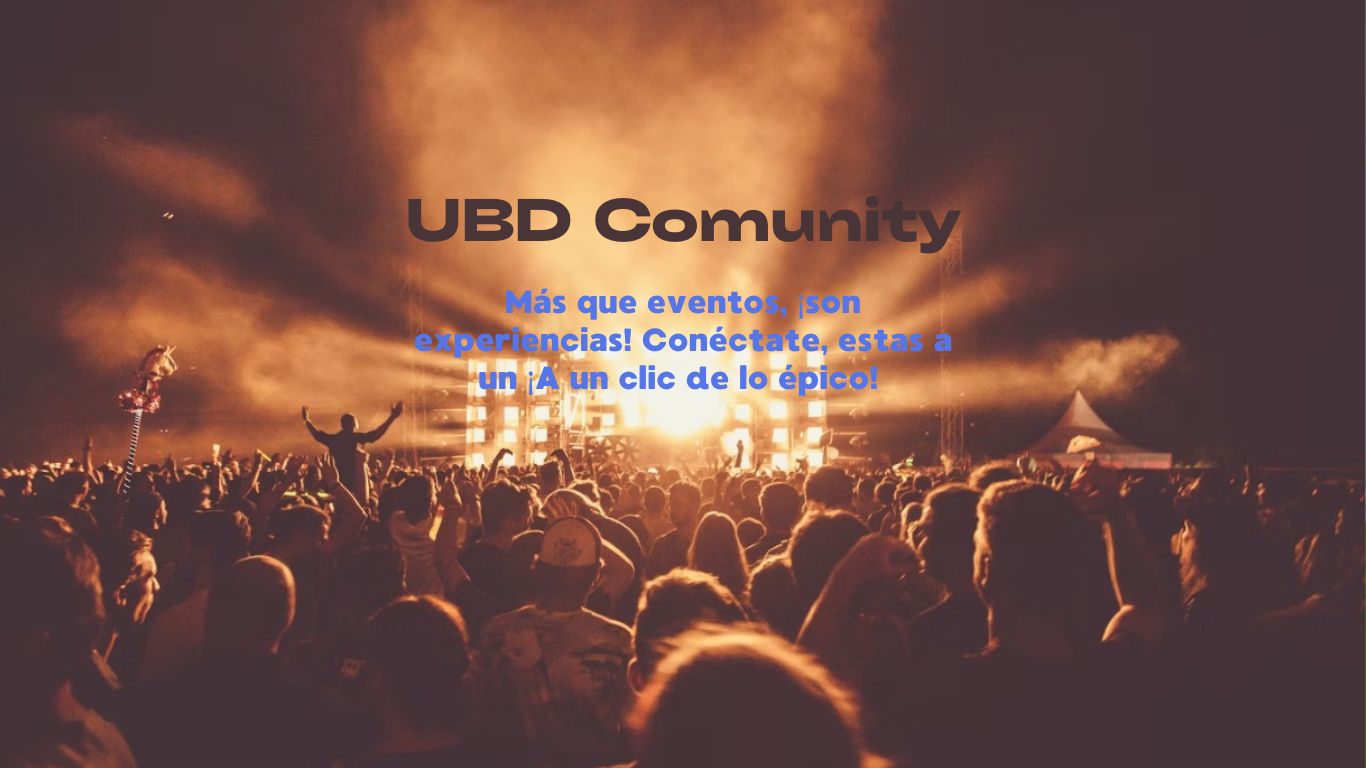 UBD Comunity
Más que eventos, ¡son
experiencias! Conéctate, estas a
un ¡A un clic de lo épico!